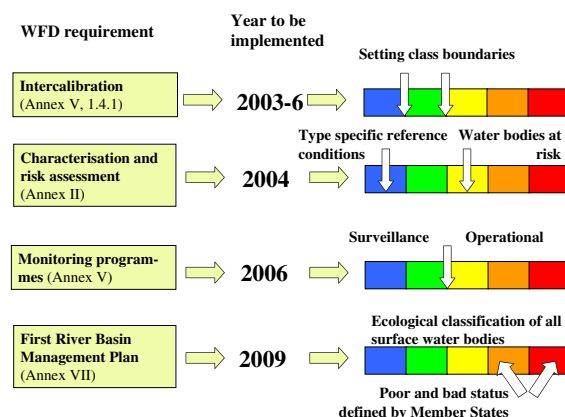 WFD requirement
Year to be
implemented
Setting class boundaries
Intercalibration
(Annex V, 1.4.1)
2003-6
Type specific reference
conditions
Water bodies at
risk
Characterisation and
risk assessment
(Annex II)
2004
Surveillance
Operational
Monitoring program-
mes (Annex V)
2006
Ecological classification of all
surface water bodies
First River Basin
Management Plan
(Annex VII)
2009
Poor and bad status
defined by Member States